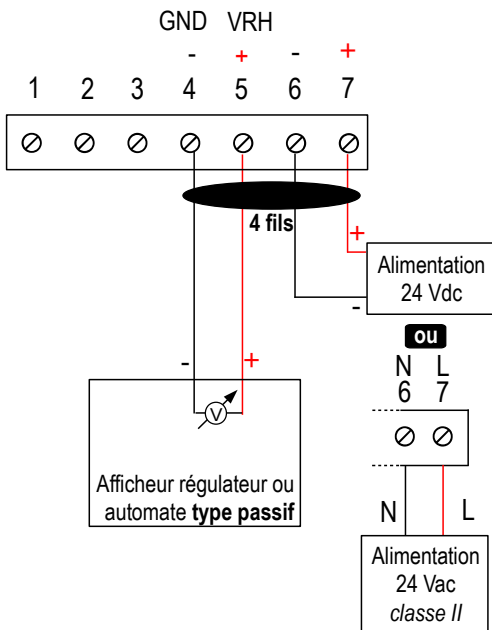 GND VRH
- + - +
1 2 3 4 5 6 7
4 fils
+
Alimentation
24 Vdc
-
ou
N L
6 7
- +
V
Afficheur régulateur ou
automate type passif
N L
Alimentation
24 Vac
classe II